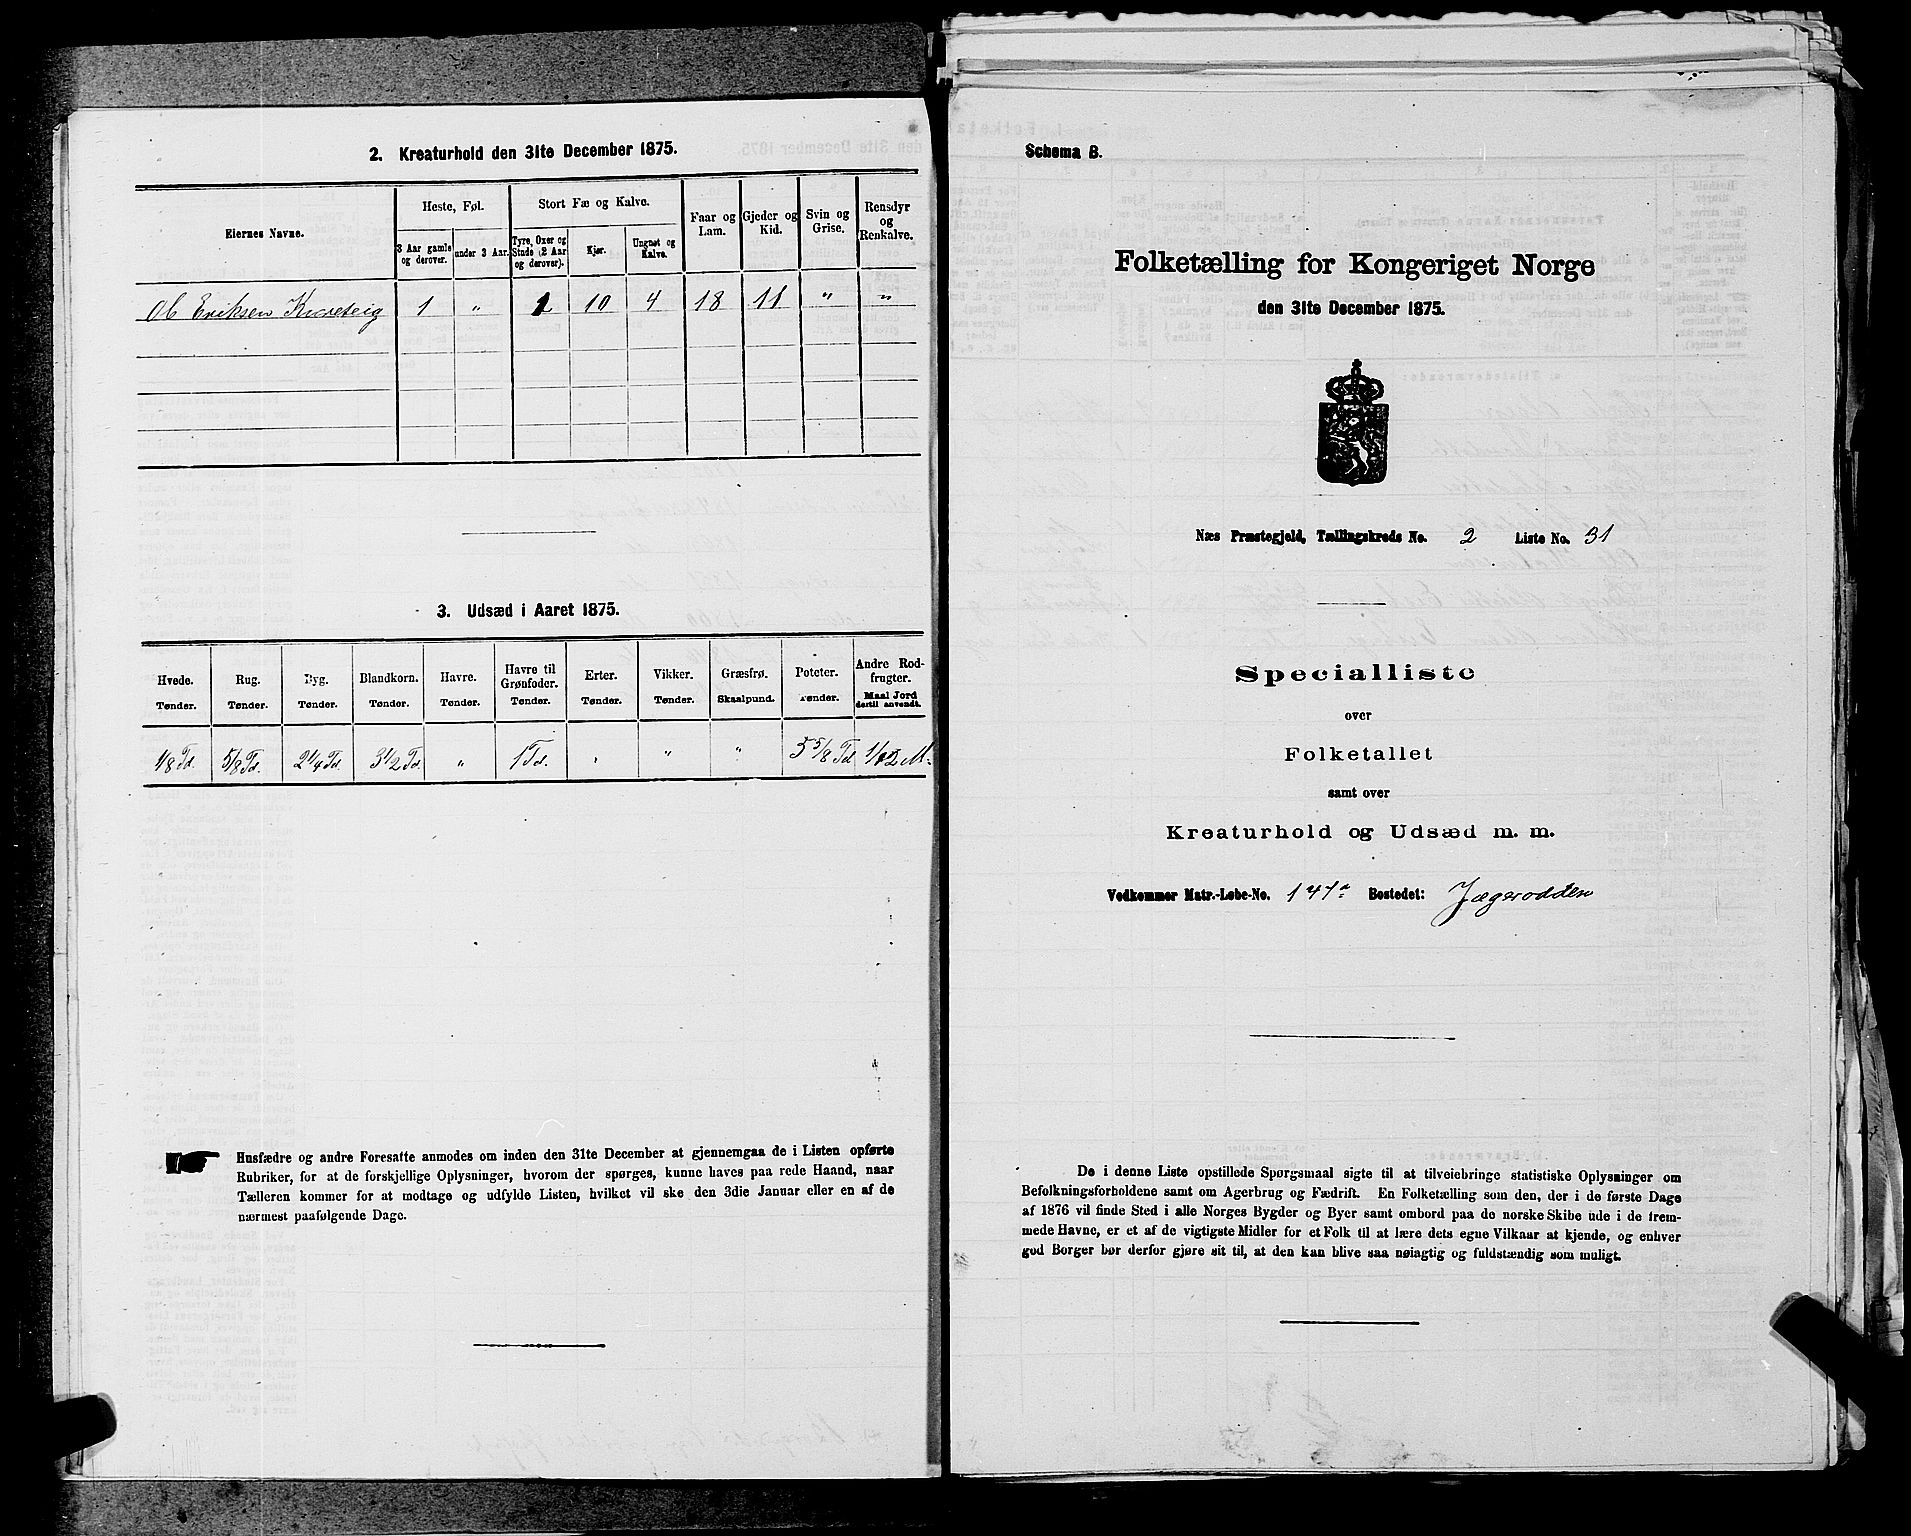 2. Kreaturhold den 31te December 1875.
Eiernes Navne.
Heste, Føl.
Stort Fæ og Kalve.
Faar og Lam.
Gjeder og Kid.
Svin og Grise.
Rensdyr og Renkalve.
3 Aar gamle og derover.
under 3 Aar.
Tyre, Oxer og Stude (2 Aar og derover).
Kjør.
Ungnøt og Kalve.
Eriksen 1 " 10 4 18 11 " "
3. Udsæd i Aaret 1875.
Hvede. Rug. Byg. Blandkorn. Havre. Havre til Grønfoder. Erter. Vikker. Græsfrø. Poteter. Andre Rodfrugter.
Tønder. Tønder. Tønder. Tønder. Tønder. Tønder. Tønder. Tønder. Skaalpund. Tønder. Maal Jord dertil anvendt.
1/8 Td. 5/8 Td. 2 1/4 Td. 3 1/2 Td. " 1 Td. " " " 5 5/8 Td
Husfædre og andre Foresatte anmodes om inden den 31te December at gjennemgaa de i Listen opførte
Rubriker, for at de forskjellige Oplysninger, hvorom der spørges, kunne haves paa rede Haand, naar
Tælleren kommer for at modtage og udfylde Listen, hvilket vil ske den 3die Januar eller en af de
nærmest paafølgende Dage.
Schema B.
Folketælling for Kongeriget Norge
den 31te December 1875.
Næs Præstegjeld, Tællingskreds No. 2 Liste No. 31
Specialliste
over
Folketallet
samt over
Kreaturhold og Udsæd m. m.
Vedkommer Matr.-Løbe-No. 147a Bostedet: Jægerodden
De i denne Liste opstillede Spørgsmaal sigte til at tilveiebringe statistiske Oplysninger om
Befolkningsforholdene samt om Agerbrug og Fædrift. En Folketælling som den, der i de første Dage
af 1876 vil finde Sted i alle Norges Bygder og Byer samt ombord paa de norske Skibe ude i de frem-
mede Havne, er et af de vigtigste Midler for et Folk til at lære dets egne Vilkaar at kjende, og enhver
god Borger bør derfor gjøre sit til, at den kan blive saa nøiagtig og fuldstændig som muligt.